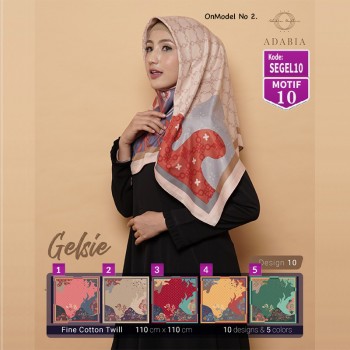 OnModel No 2.
ADABIA
Kode:
SEGEL10
MOTIF
10
Gelsie
Design 10
1 2 3 4 5
Fine Cotton Twill 110 cm x 110 cm 10 designs & 5 colors